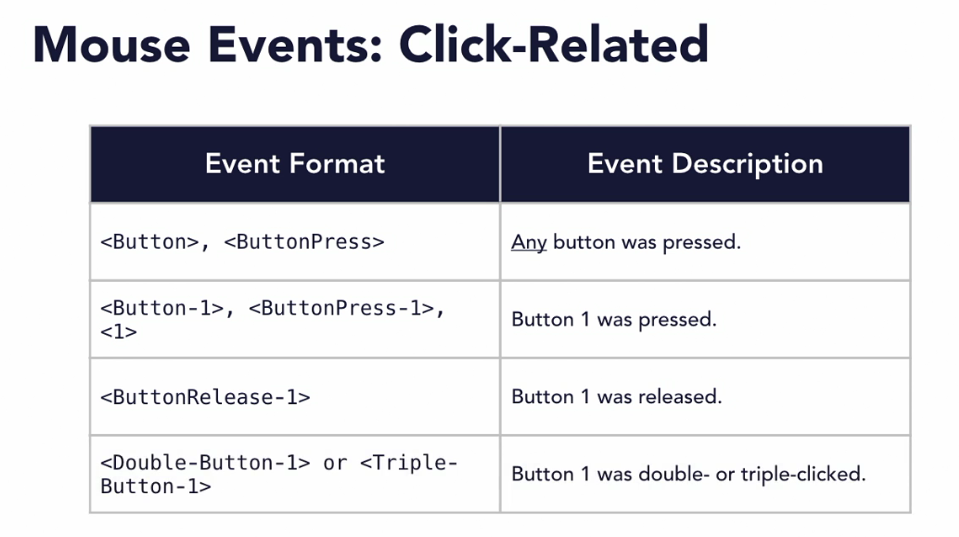 Mouse Events: Click-Related
Event Format
Event Description
<Button>, <ButtonPress>
Any button was pressed.
<Button-1>, <ButtonPress-1>,
<1>
Button 1 was pressed.
<ButtonRelease-1>
Button 1 was released.
<Double-Button-1> or <Triple-
Button-1>
Button 1 was double- or triple-clicked.